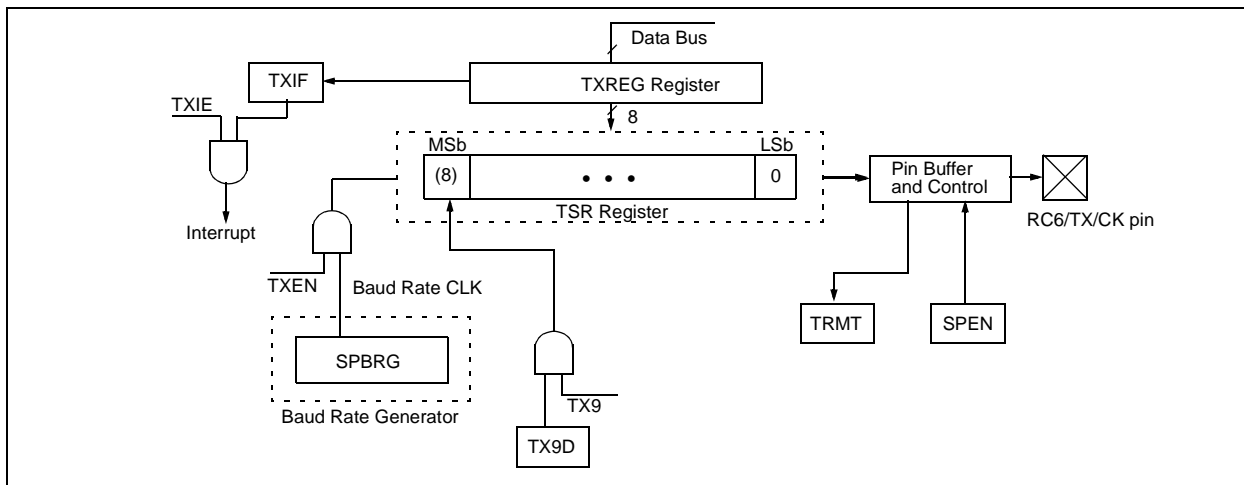 Data Bus
TXIF
TXREG Register
TXIE
8
MSb
LSb
(8)
• • •
0
Pin Buffer
and Control
TSR Register
RC6/TX/CK pin
Interrupt
TXEN
Baud Rate CLK
TRMT
SPEN
SPBRG
TX9
Baud Rate Generator
TX9D